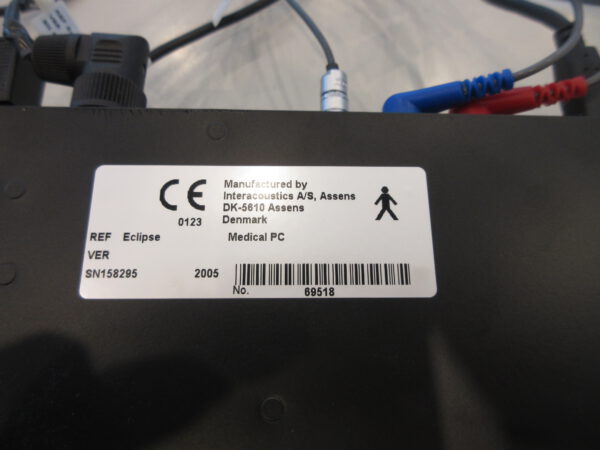 CE
0123
Manufactured by
Interacoustics A/S, Assens
DK-5610 Assens
Denmark
REF Eclipse Medical PC
VER
SN158295 2005
No. 69518